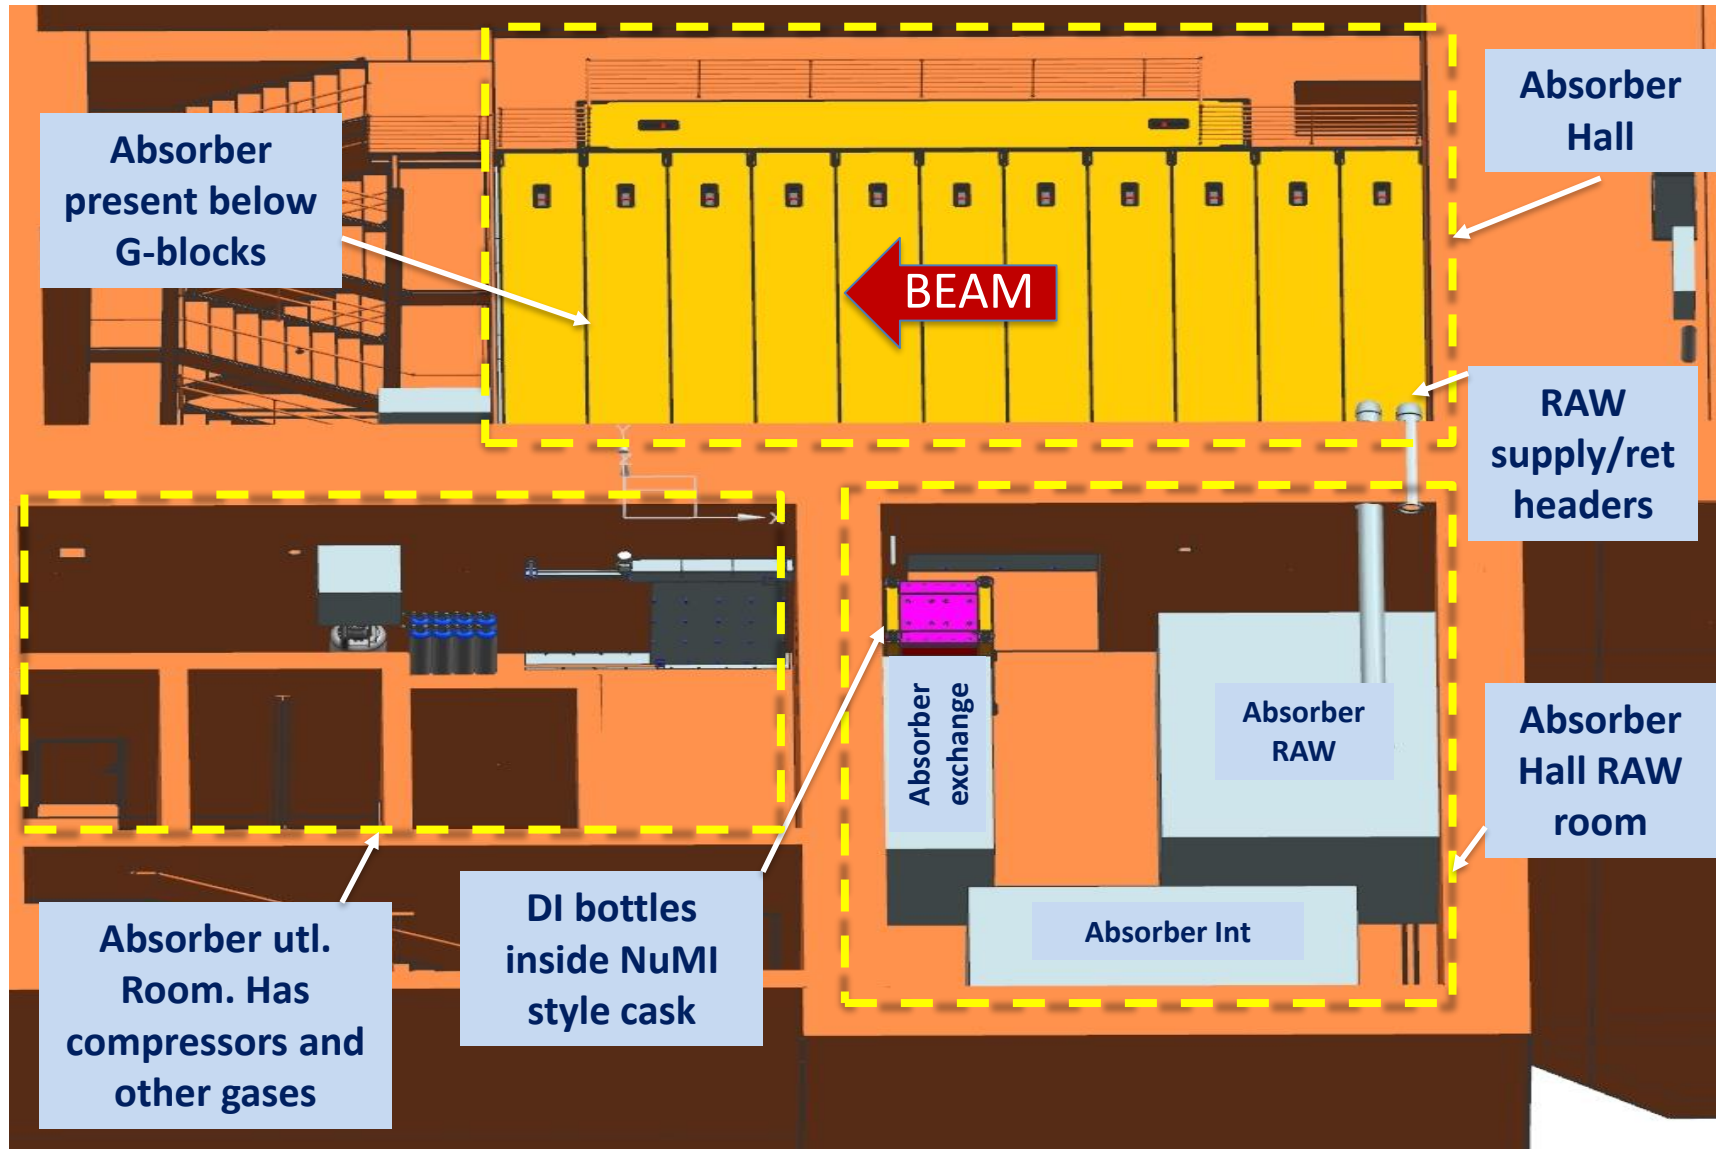 Absorber
Hall
Absorber
present below
G-blocks
BEAM
RAW
supply/ret
headers
Y
Z
X
Absorber
exchange
Absorber
RAW
Absorber
Hall RAW
room
Absorber Int
DI bottles
inside NuMI
style cask
Absorber utl.
Room. Has
compressors and
other gases